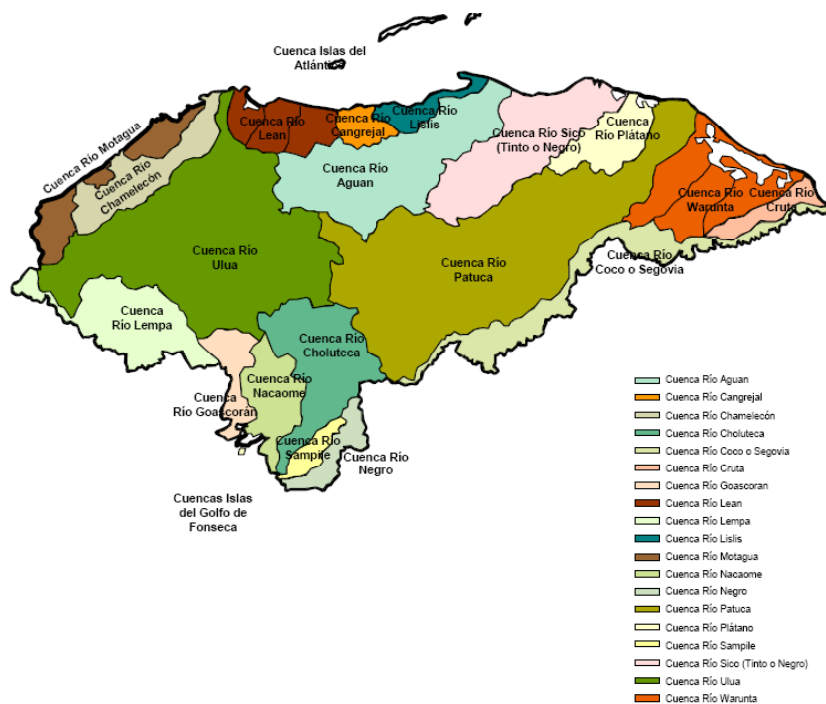 Cuenca Islas del
Atlántico
Cuenca Río Motagua
Cuenca Río
Chamelecón
Cuenca Río
Lean
Cuenca Río
Cangrejal
Cuenca Río
Lislis
Cuenca Río
Aguan
Cuenca Río Sico
(Tinto o Negro)
Cuenca
Río Plátano
Cuenca Río
Warunta
Cuenca Río
Cruta
Cuenca Río
Ulua
Cuenca Río
Patuca
Cuenca Río
Coco o Segovia
Cuenca
Río Lempa
Cuenca Río
Choluteca
Cuenca Río
Nacaome
Cuenca
Río Goascorán
Cuenca Río
Sampile
Cuenca Río
Negro
Cuencas Islas
del Golfo de
Fonseca
Cuenca Río Aguan
Cuenca Río Cangrejal
Cuenca Río Chamelecón
Cuenca Río Choluteca
Cuenca Río Coco o Segovia
Cuenca Río Cruta
Cuenca Río Goascoran
Cuenca Río Lean
Cuenca Río Lempa
Cuenca Río Lislis
Cuenca Río Motagua
Cuenca Río Nacaome
Cuenca Río Negro
Cuenca Río Patuca
Cuenca Río Plátano
Cuenca Río Sampile
Cuenca Río Sico (Tinto o Negro)
Cuenca Río Ulua
Cuenca Río Warunta